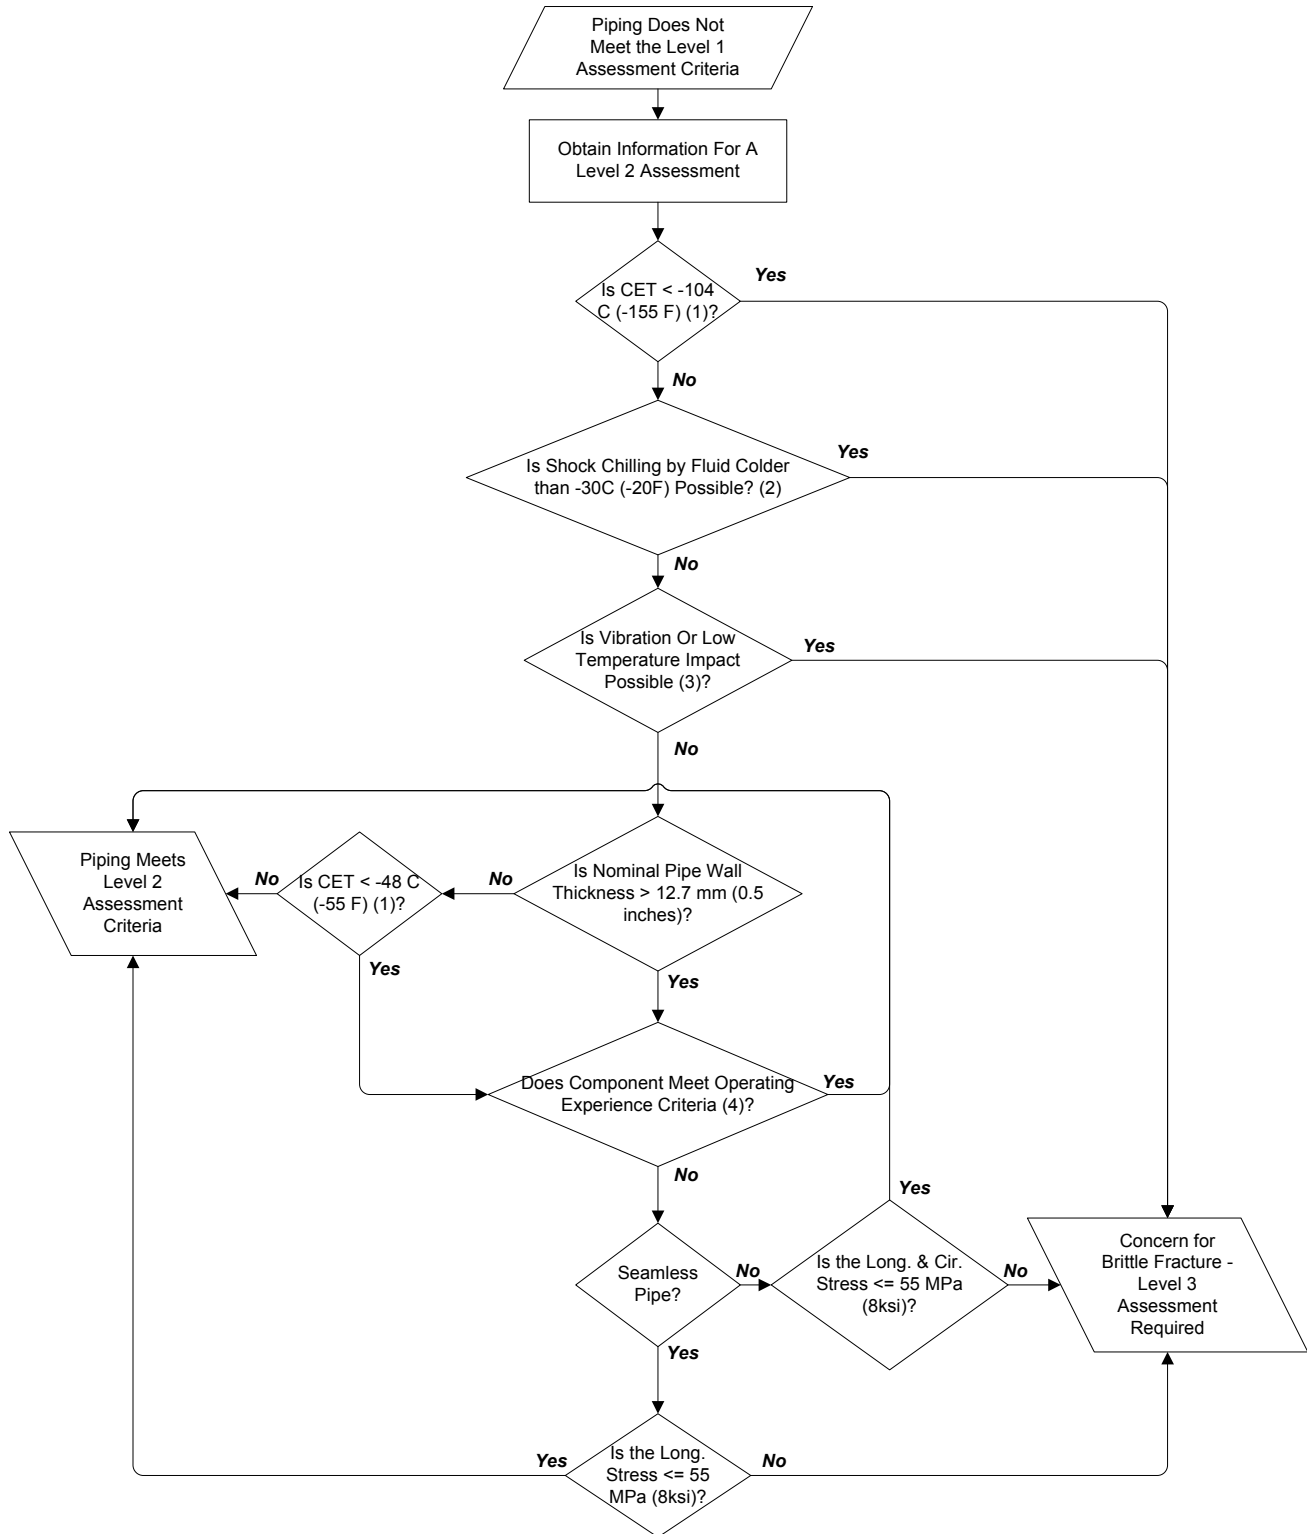 Piping Does Not
Meet the Level 1
Assessment Criteria
Obtain Information For A
Level 2 Assessment
Yes
Is CET < -104
C (-155 F) (1)?
No
Yes
Is Shock Chilling by Fluid Colder
than -30C (-20F) Possible? (2)
No
Is Vibration Or Low
Temperature Impact
Possible (3)?
Yes
No
Piping Meets
Level 2
Assessment
Criteria
No
Is CET < -48 C
(-55 F) (1)?
No
Is Nominal Pipe Wall
Thickness > 12.7 mm (0.5
inches)?
Yes
Yes
Does Component Meet Operating
Experience Criteria (4)?
Yes
No
Yes
Seamless
Pipe?
No
Is the Long. & Cir.
Stress <= 55 MPa
(8ksi)?
No
Concern for
Brittle Fracture -
Level 3
Assessment
Required
Yes
Yes
Is the Long.
Stress <= 55
MPa (8ksi)?
No